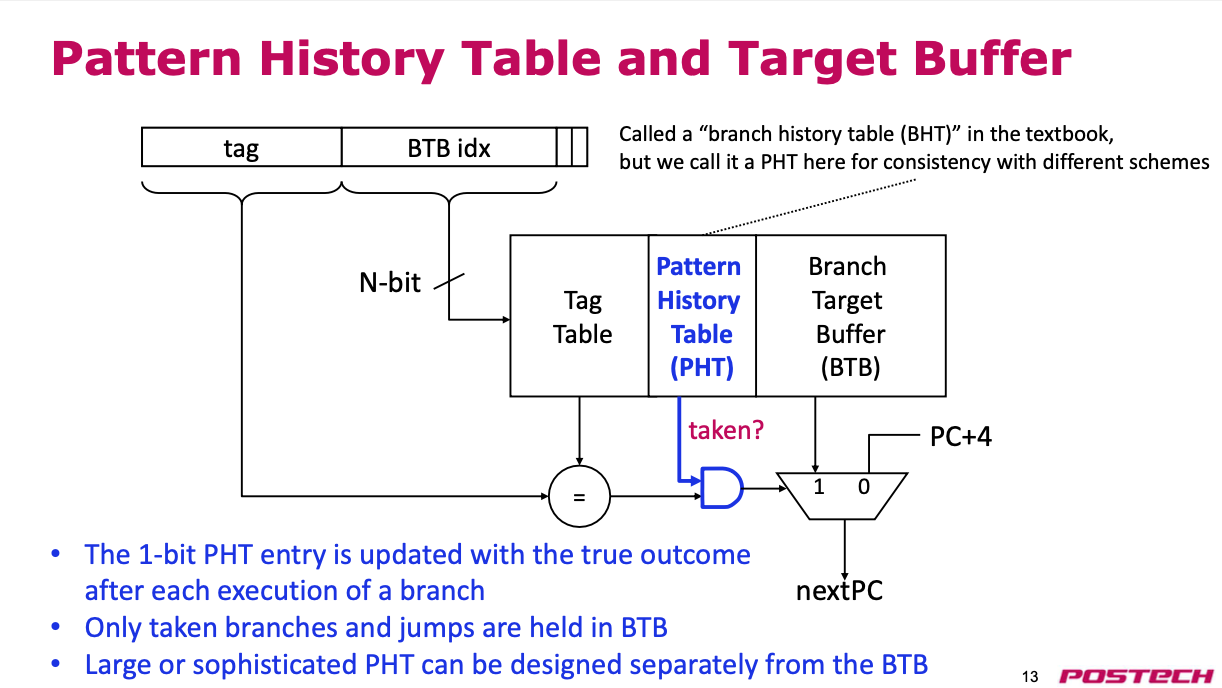 Pattern History Table and Target Buffer
tag
BTB idx
Called a “branch history table (BHT)” in the textbook,
but we call it a PHT here for consistency with different schemes
N-bit
Tag
Table
Pattern
History
Table
(PHT)
Branch
Target
Buffer
(BTB)
taken?
PC+4
=
1 0
nextPC
• The 1-bit PHT entry is updated with the true outcome
after each execution of a branch
• Only taken branches and jumps are held in BTB
• Large or sophisticated PHT can be designed separately from the BTB
13
POSTECH